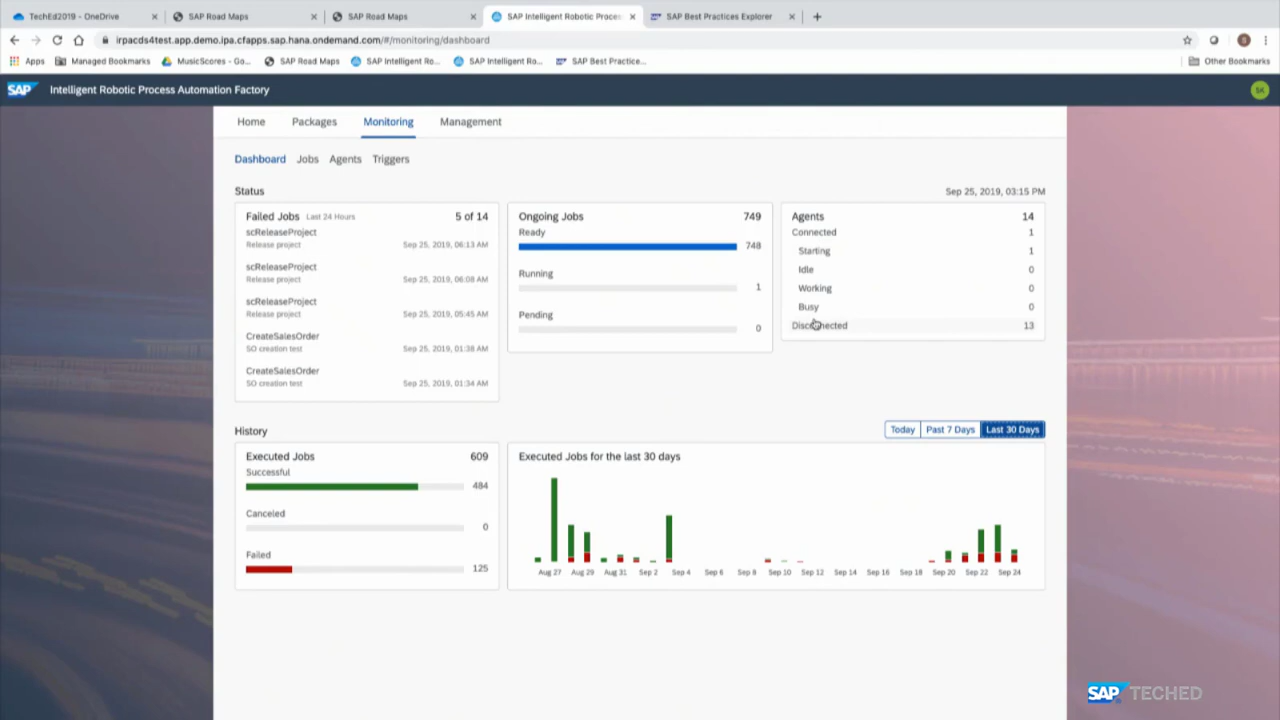 TechEd2019 - OneDrive
SAP Road Maps
SAP Road Maps
SAP Intelligent Robotic Proces
SAP Best Practices Explorer
irpacds4test.app.demo.ipa.cfapps.sap.hana.ondemand.com/#/monitoring/dashboard
Apps
Managed Bookmarks
MusicScores - Go...
SAP Road Maps
SAP Intelligent Ro...
SAP Intelligent Ro...
SAP Best Practice...
Other Bookmarks
SAP Intelligent Robotic Process Automation Factory
SK
Home Packages Monitoring Management
Dashboard Jobs Agents Triggers
Status
Sep 25, 2019, 03:15 PM
Failed Jobs Last 24 Hours 5 of 14
scReleaseProject
Release project Sep 25, 2019, 06:13 AM
scReleaseProject
Release project Sep 25, 2019, 06:08 AM
scReleaseProject
Release project Sep 25, 2019, 05:45 AM
CreateSalesOrder
SO creation test Sep 25, 2019, 01:38 AM
CreateSalesOrder
SO creation test Sep 25, 2019, 01:34 AM
Ongoing Jobs 749
Ready
748
Running
1
Pending
0
Agents 14
Connected 1
Starting 1
Idle 0
Working 0
Busy 0
Disconnected 13
History
Today Past 7 Days Last 30 Days
Executed Jobs 609
Successful
484
Canceled
0
Failed
125
Executed Jobs for the last 30 days
Aug 27 Aug 29 Aug 31 Sep 2 Sep 4 Sep 6 Sep 8 Sep 10 Sep 12 Sep 14 Sep 16 Sep 18 Sep 20 Sep 22 Sep 24
SAP TECHED